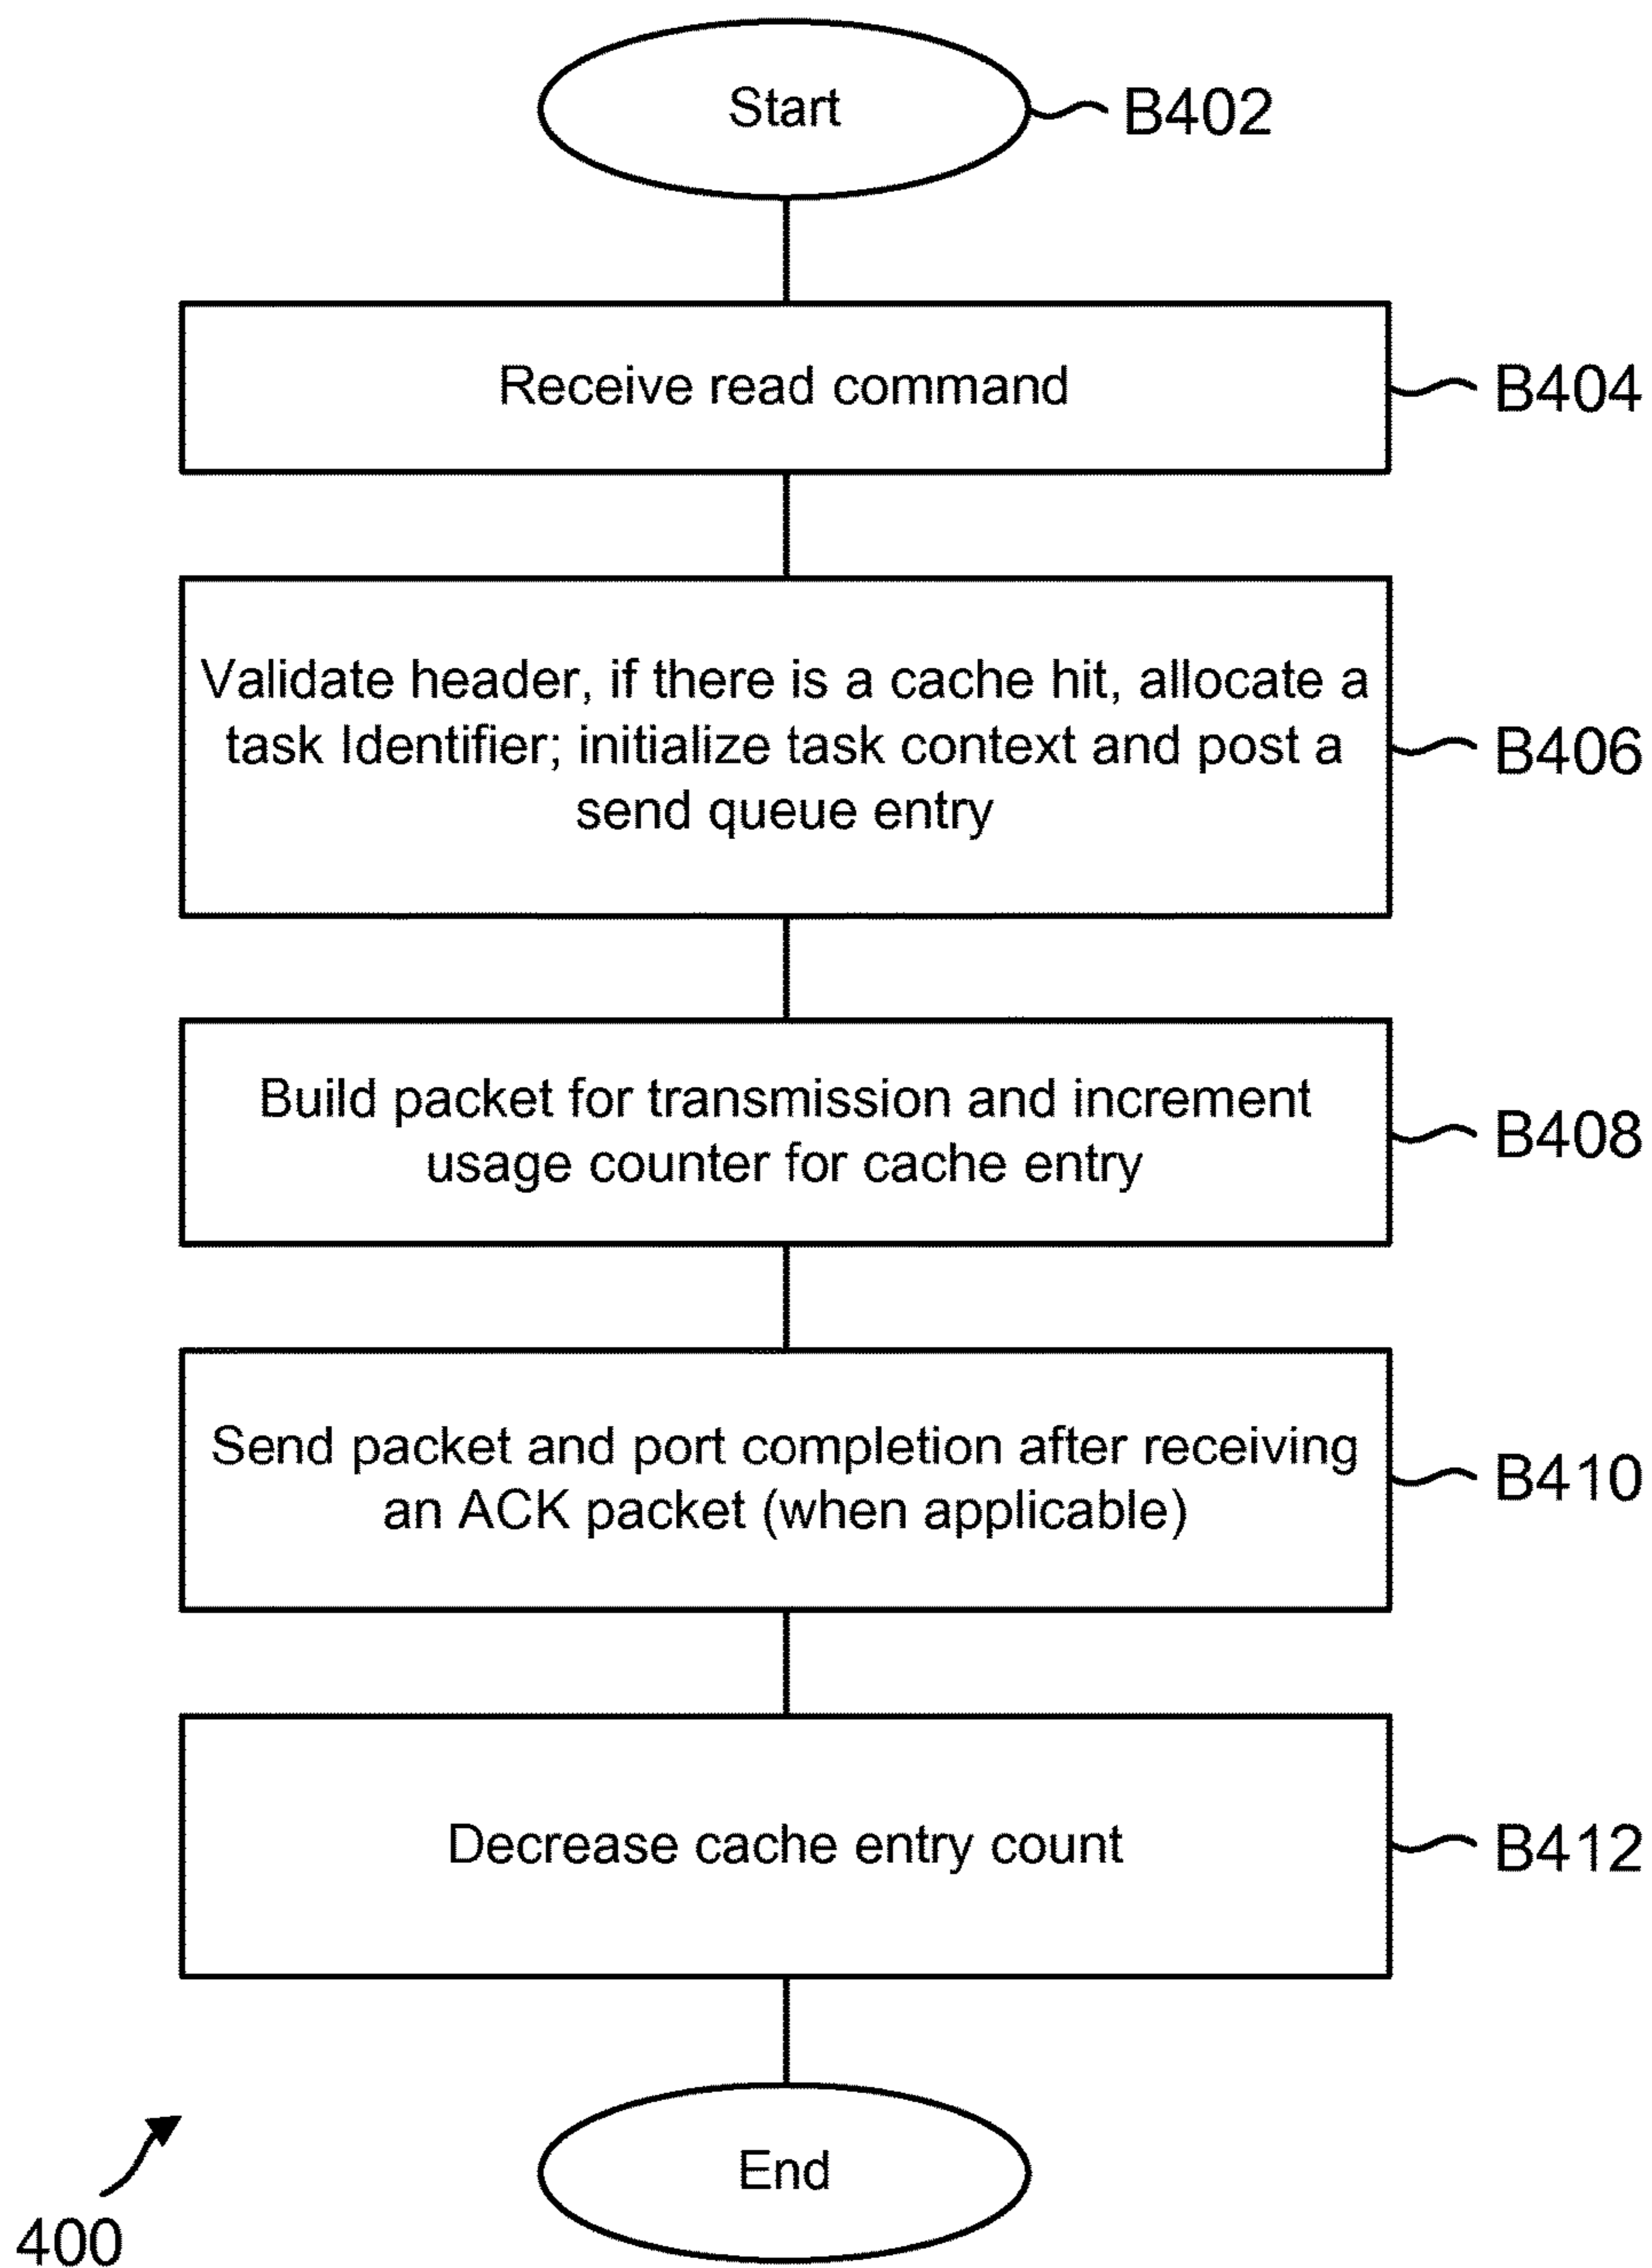 Start
B402
Receive read command
B404
Validate header, if there is a cache hit, allocate a
task Identifier; initialize task context and post a
send queue entry
B406
Build packet for transmission and increment
usage counter for cache entry
B408
Send packet and port completion after receiving
an ACK packet (when applicable)
B410
Decrease cache entry count
B412
End
400